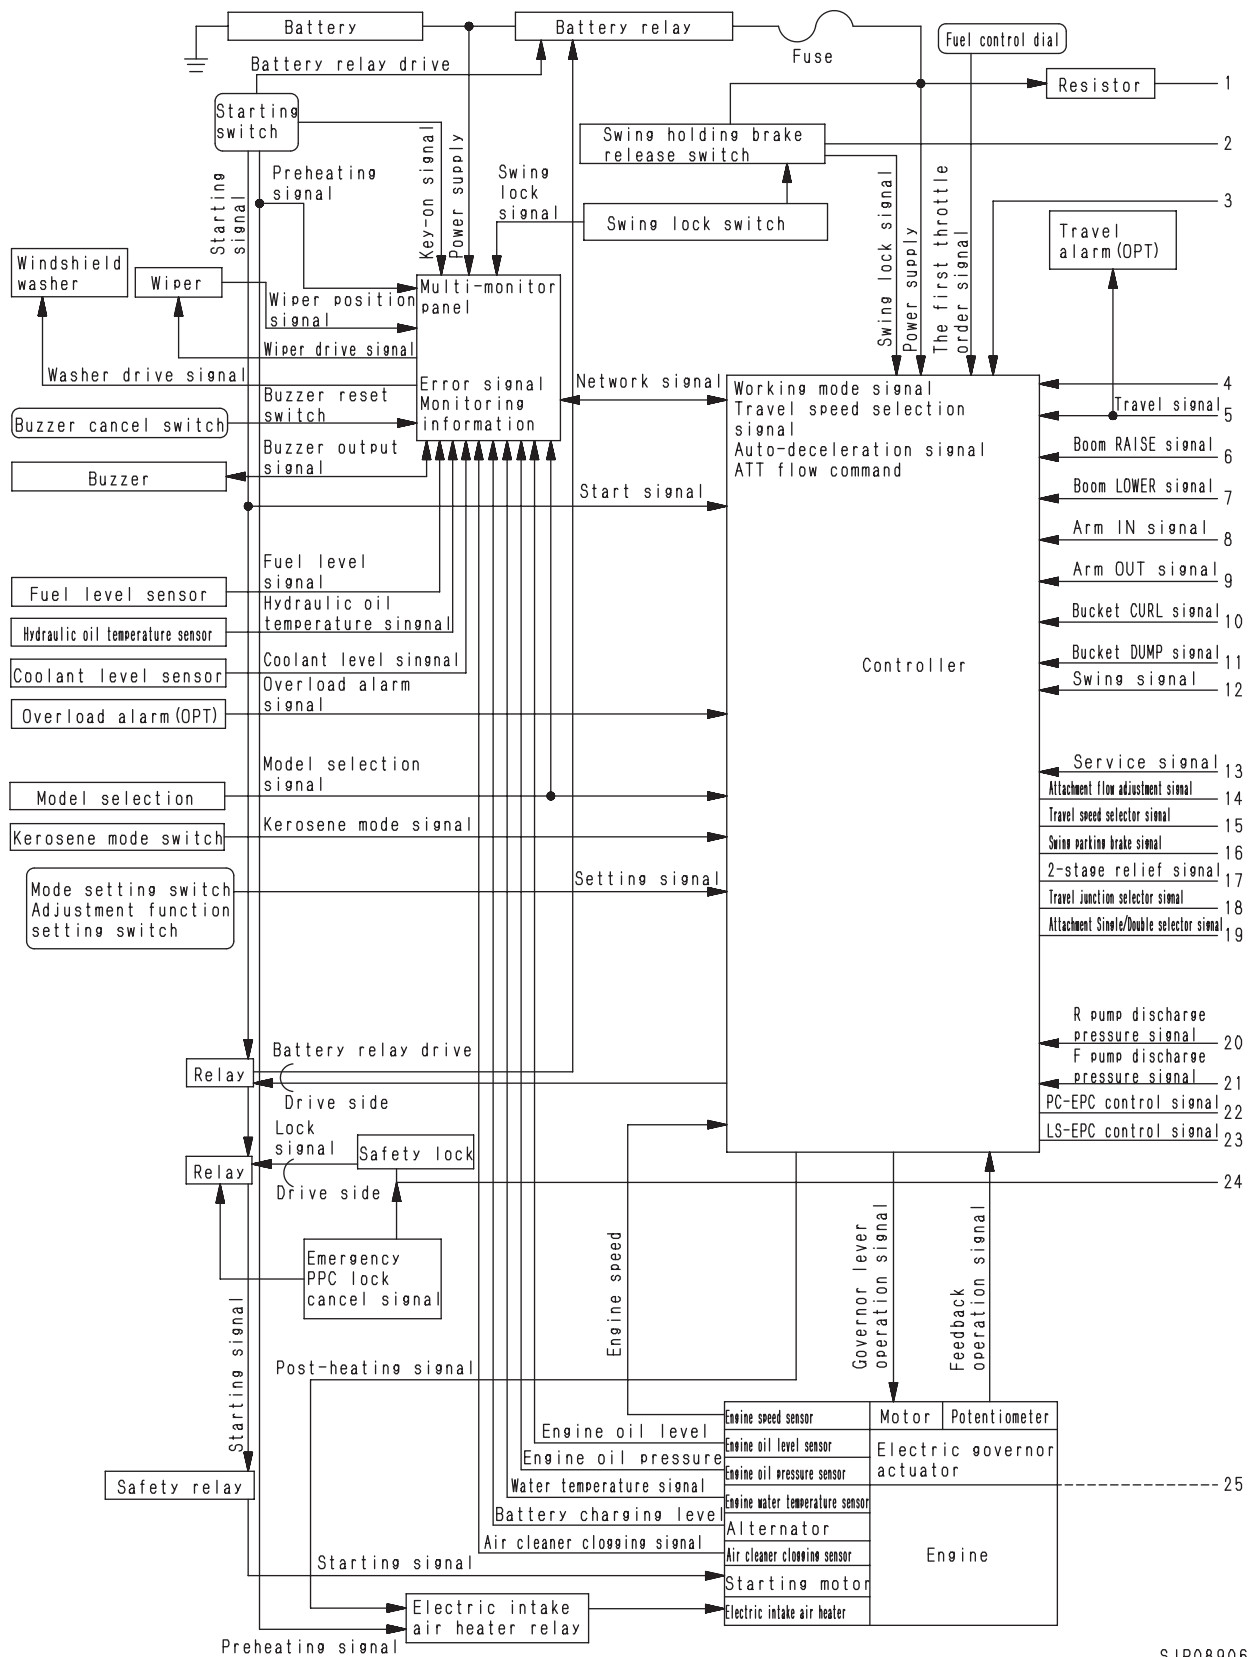 Battery
Battery relay
Fuse
Fuel control dial
Battery relay drive
Resistor
1
Starting
switch
Swing holding brake
release switch
2
Key-on signal
Power supply
Preheating
signal
Swing
lock
signal
Starting
signal
Swing lock switch
3
Swing lock signal
Power supply
The first throttle
order signal
Travel
alarm(OPT)
Windshield
washer
Wiper
Multi-monitor
panel
Wiper position
signal
Wiper drive signal
Washer drive signal
Error signal
Monitoring
information
Network signal
Working mode signal
Travel speed selection
signal
Auto-deceleration signal
ATT flow command
4
Travel signal
5
Buzzer reset
switch
Buzzer cancel switch
Buzzer output
signal
Buzzer
Boom RAISE signal
6
Start signal
Boom LOWER signal
7
Arm IN signal
8
Fuel level
signal
Fuel level sensor
Arm OUT signal
9
Hydraulic oil
temperature singnal
Hydraulic oil temperature sensor
Bucket CURL signal
10
Coolant level singnal
Coolant level sensor
Controller
Bucket DUMP signal
11
Overload alarm
signal
Overload alarm(OPT)
Swing signal
12
Model selection
signal
Model selection
Service signal
13
Attachment flow adjustment signal
14
Kerosene mode signal
Kerosene mode switch
Travel speed selector signal
15
Swing parking brake signal
16
Setting signal
2-stage relief signal
17
Mode setting switch
Adjustment function
setting switch
Travel junction selector signal
18
Attachment Single/Double selector signal
19
R pump discharge
pressure signal
20
F pump discharge
pressure signal
21
Battery relay drive
Relay
Drive side
PC-EPC control signal
22
LS-EPC control signal
23
Lock
signal
Safety lock
Relay
Drive side
24
Emergency
PPC lock
cancel signal
Engine speed
Governor lever
operation signal
Feedback
operation signal
Starting signal
Post-heating signal
Engine speed sensor
Motor
Potentiometer
Engine oil level
Engine oil level sensor
Electric governor
actuator
Engine oil pressure
Engine oil pressure sensor
Safety relay
Water temperature signal
Engine water temperature sensor
25
Battery charging level
Alternator
Air cleaner clogging signal
Air cleaner clogging sensor
Engine
Starting signal
Starting motor
Electric intake
air heater relay
Electric intake air heater
Preheating signal
SJP08906